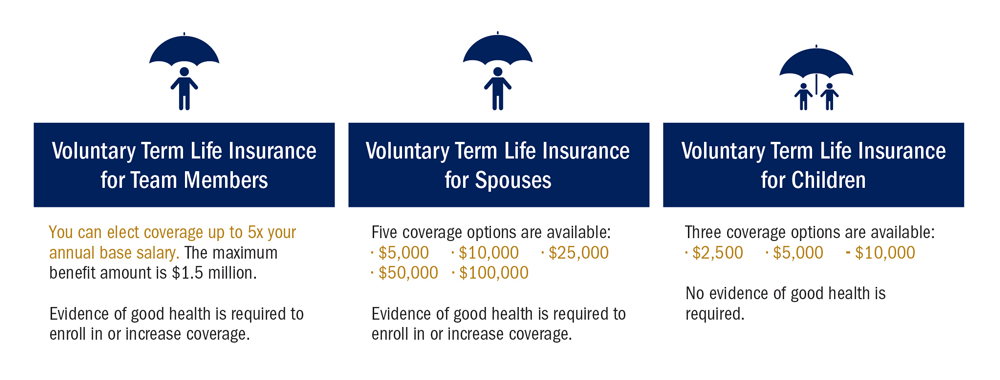 Voluntary Term Life Insurance
for Team Members
You can elect coverage up to 5x your
annual base salary. The maximum
benefit amount is $1.5 million.
Evidence of good health is required to
enroll in or increase coverage.
Voluntary Term Life Insurance
for Spouses
Five coverage options are available:
· $5,000 · $10,000 · $25,000
· $50,000 · $100,000
Evidence of good health is required to
enroll in or increase coverage.
Voluntary Term Life Insurance
for Children
Three coverage options are available:
· $2,500 · $5,000 - $10,000
No evidence of good health is
required.